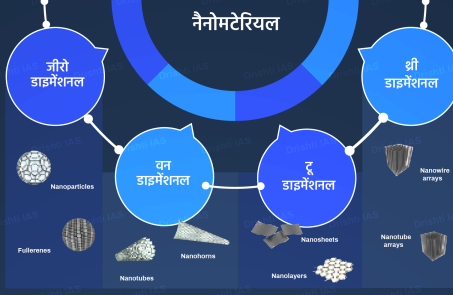 नैनोमटेरियल
जीरो
डाइमेंशनल
वन
डाइमेंशनल
टू
डाइमेंशनल
थ्री
डाइमेंशनल
Nanoparticles
Fullerenes
Nanotubes
Nanohorns
Nanosheets
Nanolayers
Nanowire
arrays
Nanotube
arrays